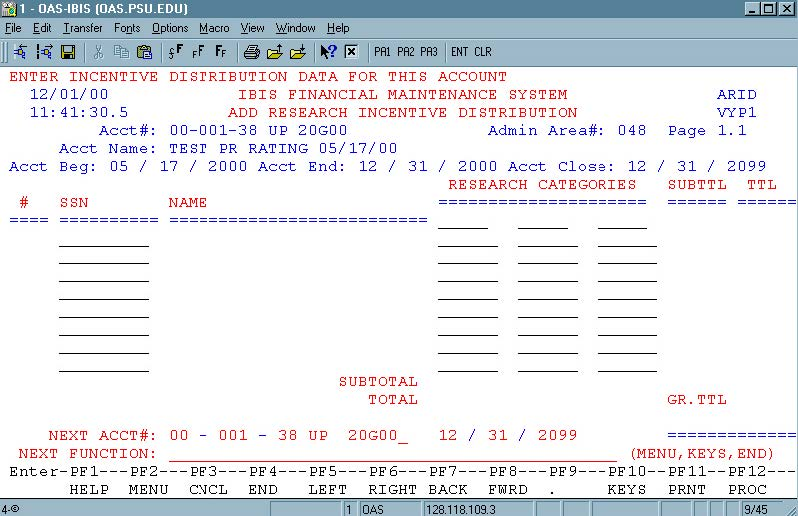 1 - OAS-IBIS (OAS.PSU.EDU)
File Edit Transfer Fonts Options Macro View Window Help
PA1 PA2 PA3 ENT CLR
ENTER INCENTIVE DISTRIBUTION DATA FOR THIS ACCOUNT
12/01/00 IBIS FINANCIAL MAINTENANCE SYSTEM ARID
11:41:30.5 ADD RESEARCH INCENTIVE DISTRIBUTION VYP1
Acct#: 00-001-38 UP 20G00 Admin Area#: 048 Page 1.1
Acct Name: TEST PR RATING 05/17/00
Acct Beg: 05 / 17 / 2000 Acct End: 12 / 31 / 2000 Acct Close: 12 / 31 / 2099
RESEARCH CATEGORIES SUBTTL TTL
# SSN NAME ===================== ====== ======
==== ========== ==========================
SUBTOTAL
TOTAL GR.TTL
NEXT ACCT#: 00 - 001 - 38 UP 20G00_ 12 / 31 / 2099 =============
NEXT FUNCTION: (MENU,KEYS,END)
Enter-PF1---PF2---PF3---PF4---PF5---PF6---PF7---PF8---PF9---PF10--PF11--PF12---
HELP MENU CNCL END LEFT RIGHT BACK FWRD . KEYS PRNT PROC
4-© 1 OAS 128.118.109.3 9/45